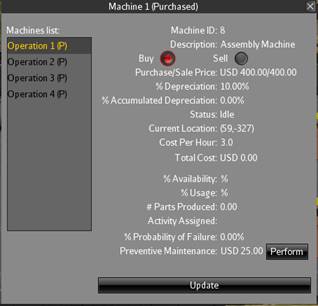 Machine 1 (Purchased)
Machines list:
Operation 1 (P)
Operation 2 (P)
Operation 3 (P)
Operation 4 (P)
Machine ID: 8
Description: Assembly Machine
Buy Sell
Purchase/Sale Price: USD 400.00/400.00
% Depreciation: 10.00%
% Accumulated Depreciation: 0.00%
Status: Idle
Current Location: (59,-327)
Cost Per Hour: 3.0
Total Cost: USD 0.00
% Availability: %
% Usage: %
# Parts Produced: 0.00
Activity Assigned:
% Probability of Failure: 0.00%
Preventive Maintenance: USD 25.00 Perform
Update